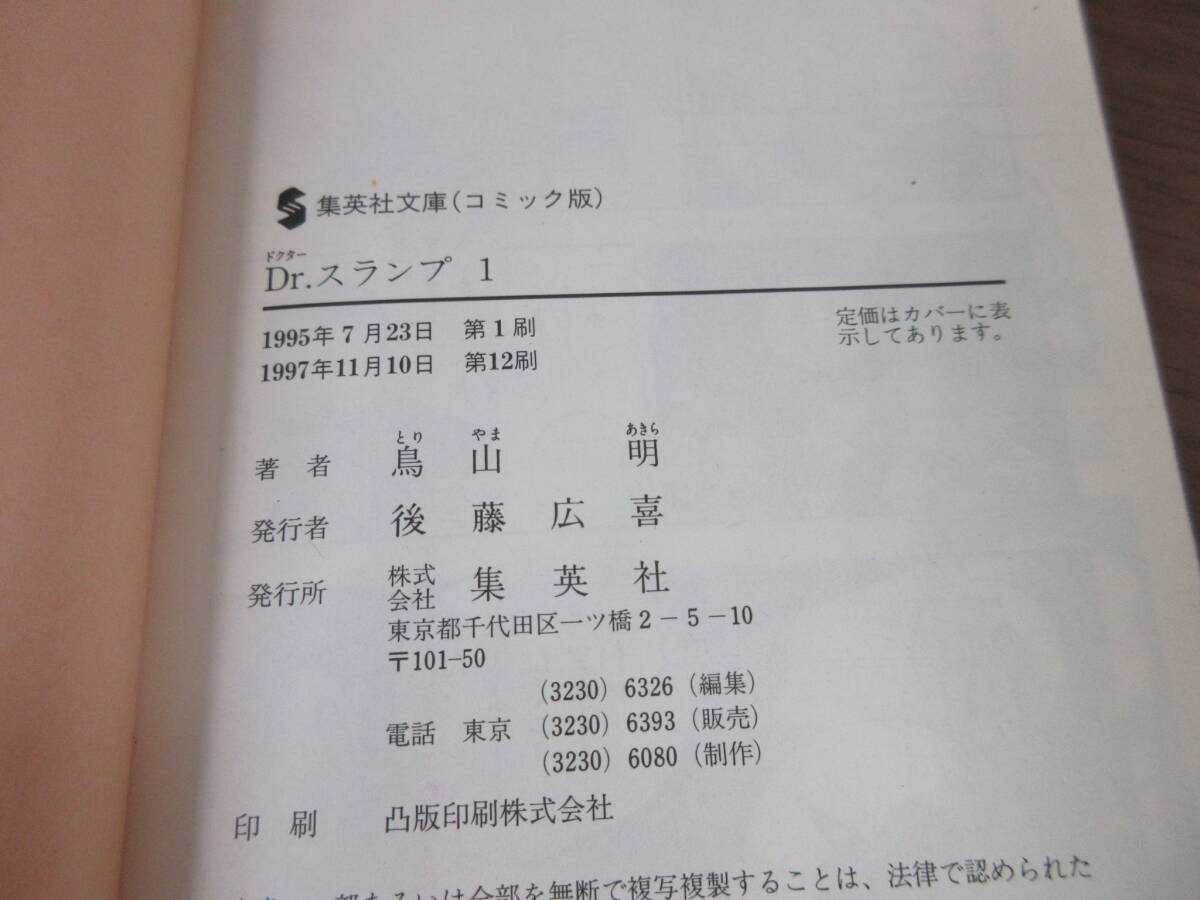 集英社文庫(コミック版)
ドクター
Dr.スランプ 1
1995年7月23日 第1刷
1997年11月10日 第12刷
定価はカバーに表
示してあります。
とり やま あきら
著者 鳥山 明
発行者 後藤広喜
発行所 株式会社 集英社
東京都千代田区一ツ橋2-5-10
〒101-50
(3230) 6326 (編集)
電話 東京 (3230) 6393 (販売)
(3230) 6080 (制作)
印刷 凸版印刷株式会社
部あるいは全部を無断で複写複製することは、法律で認められた